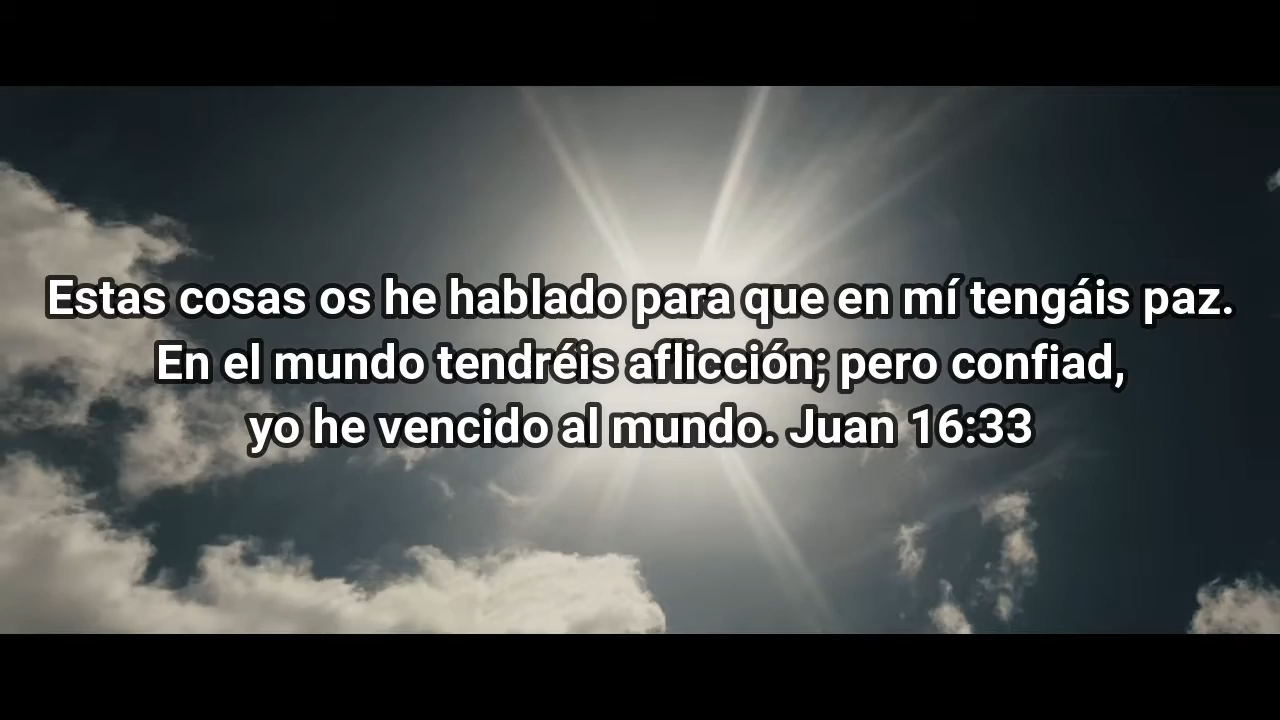 Estas cosas os he hablado para que en mí tengáis paz.
En el mundo tendréis aflicción; pero confiad,
yo he vencido al mundo. Juan 16:33